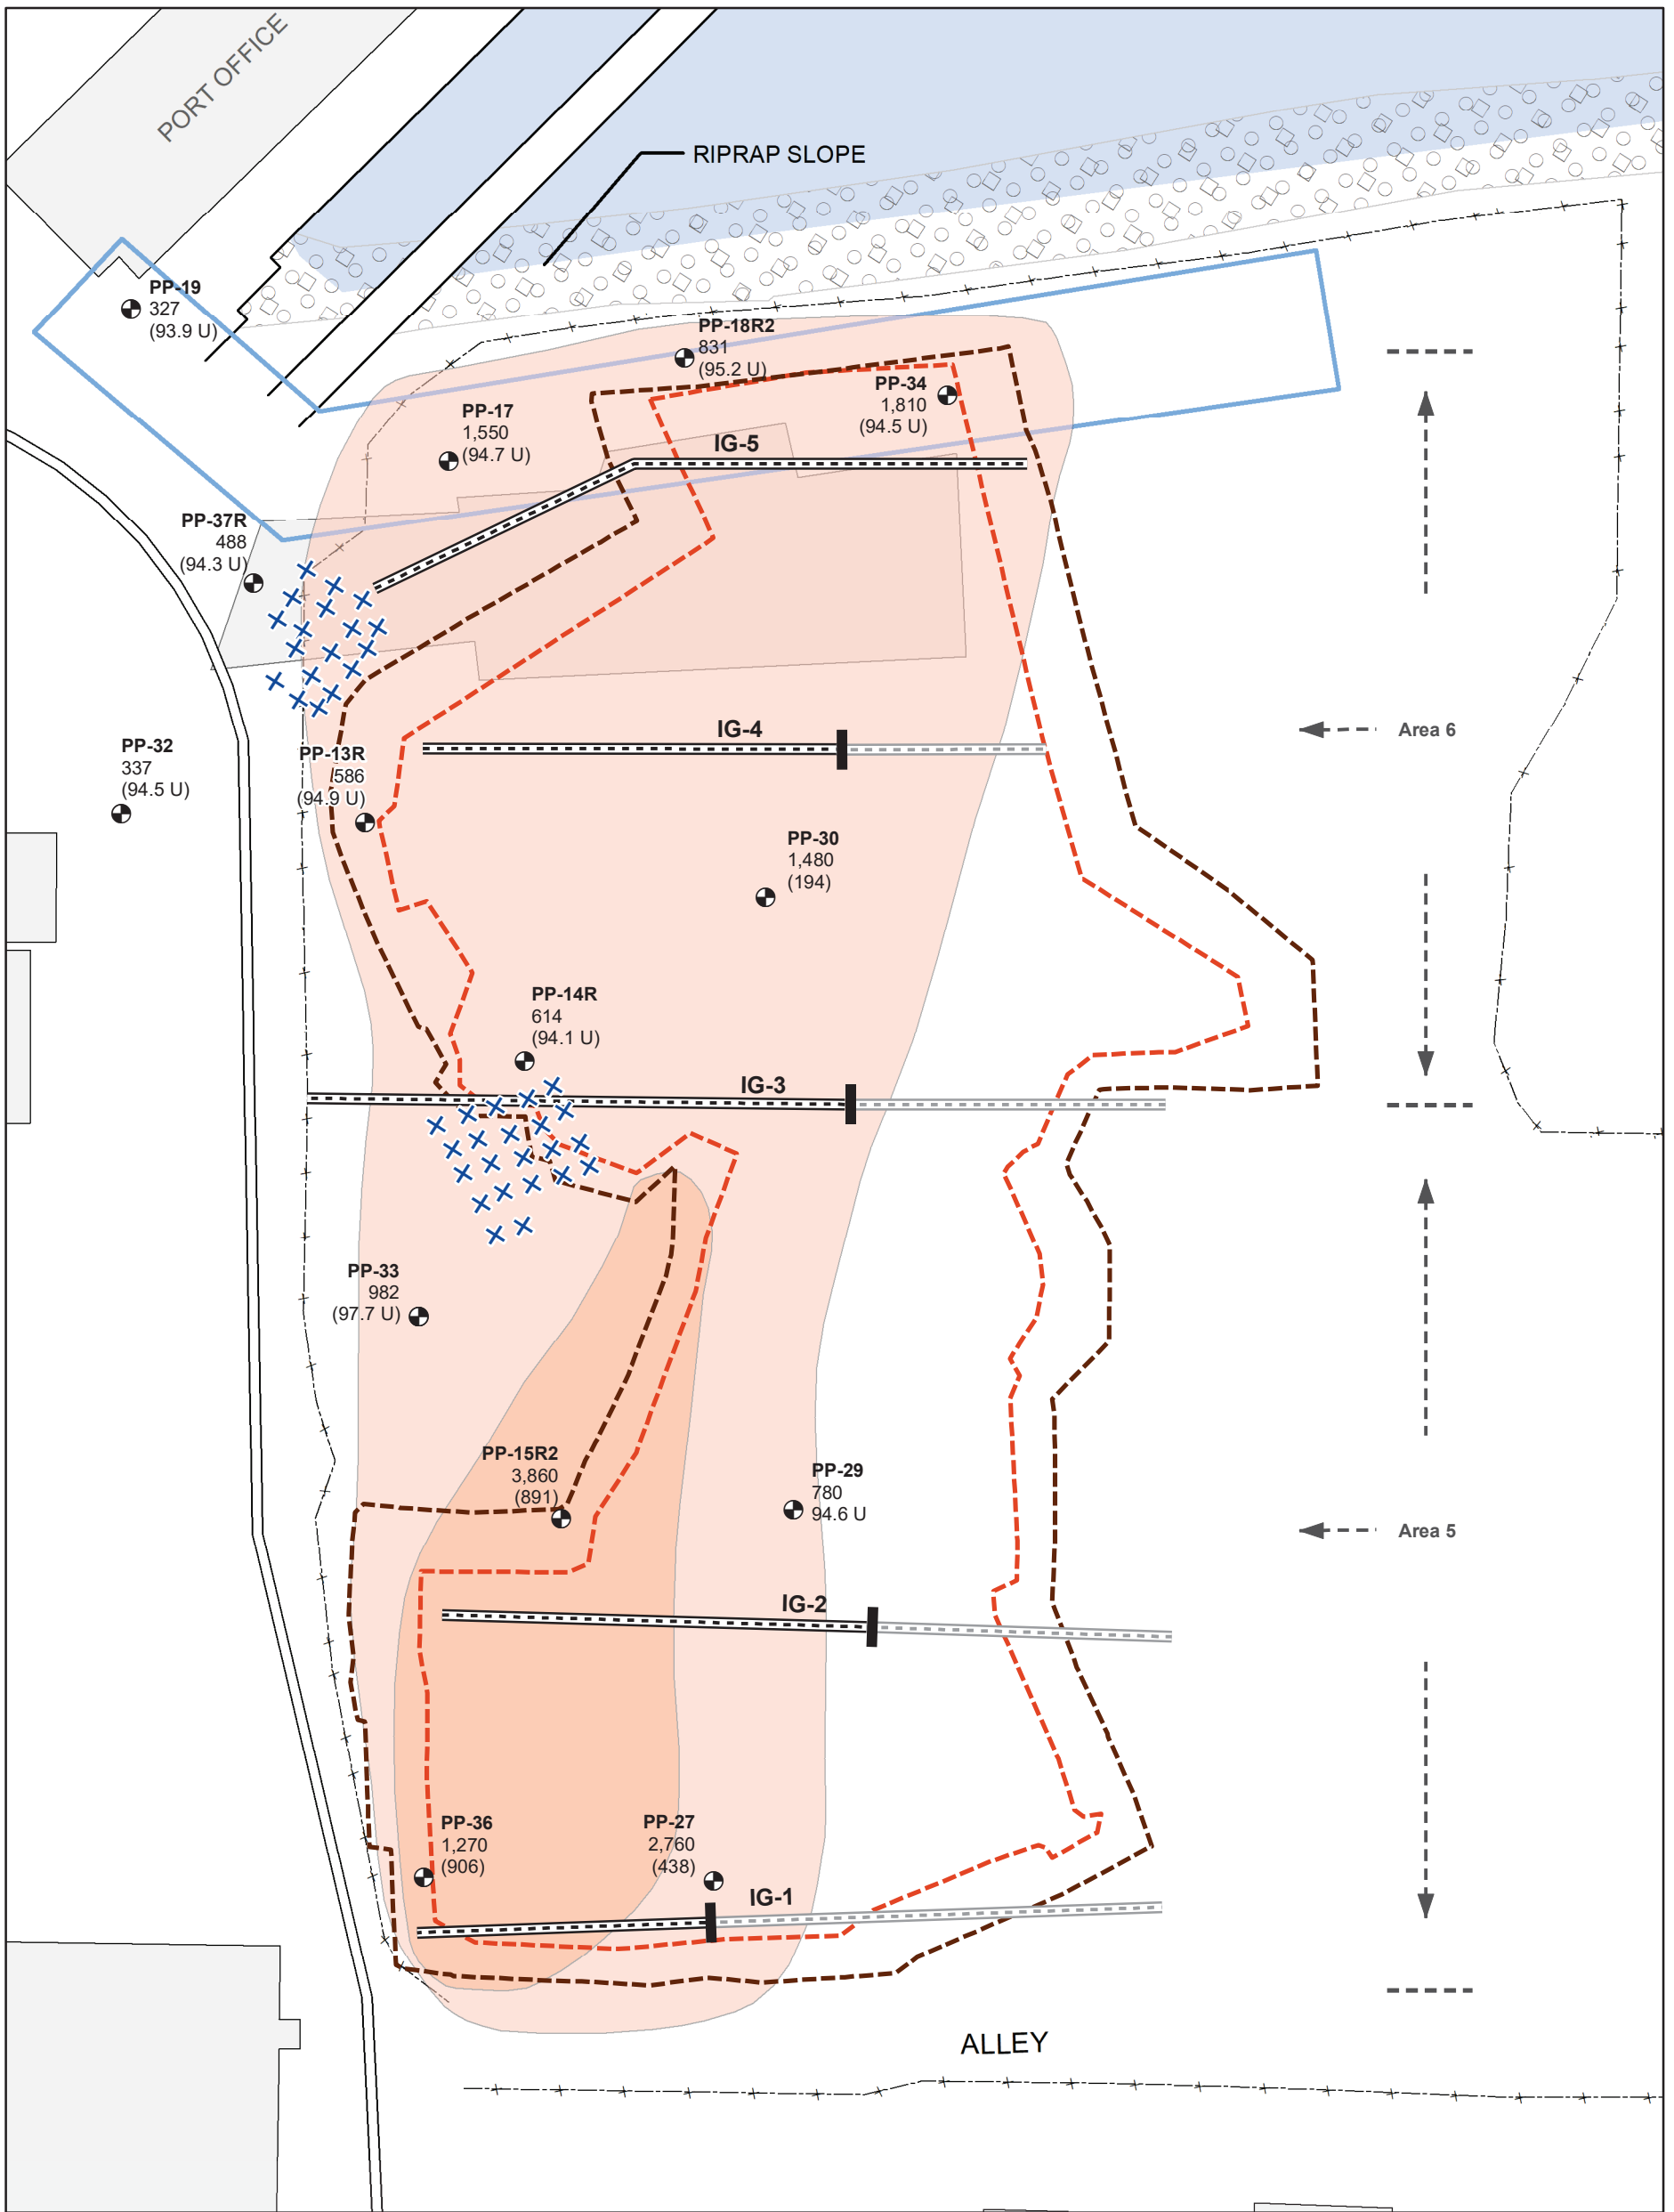 PORT OFFICE
RIPRAP SLOPE
PP-19
327
(93.9 U)
PP-18R2
831
(95.2 U)
PP-34
1,810
(94.5 U)
PP-17
1,550
(94.7 U)
IG-5
PP-37R
488
(94.3 U)
IG-4
Area 6
PP-32
337
(94.5 U)
PP-13R
586
(94.9 U)
PP-30
1,480
(194)
PP-14R
614
(94.1 U)
IG-3
PP-33
982
(97.7 U)
PP-15R2
3,860
(891)
PP-29
780
94.6 U
Area 5
IG-2
PP-36
1,270
(906)
PP-27
2,760
(438)
IG-1
ALLEY